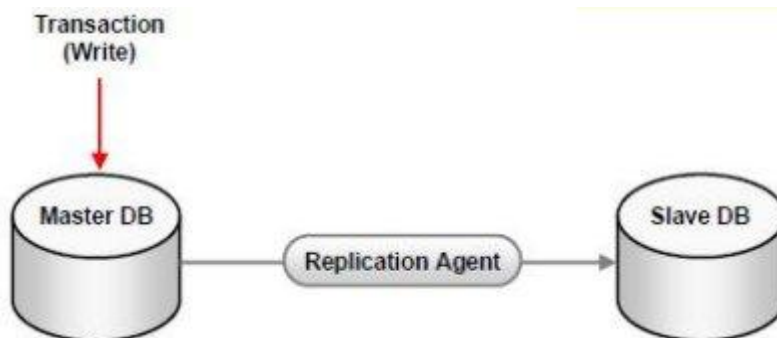 Transaction
(Write)
Master DB
Replication Agent
Slave DB